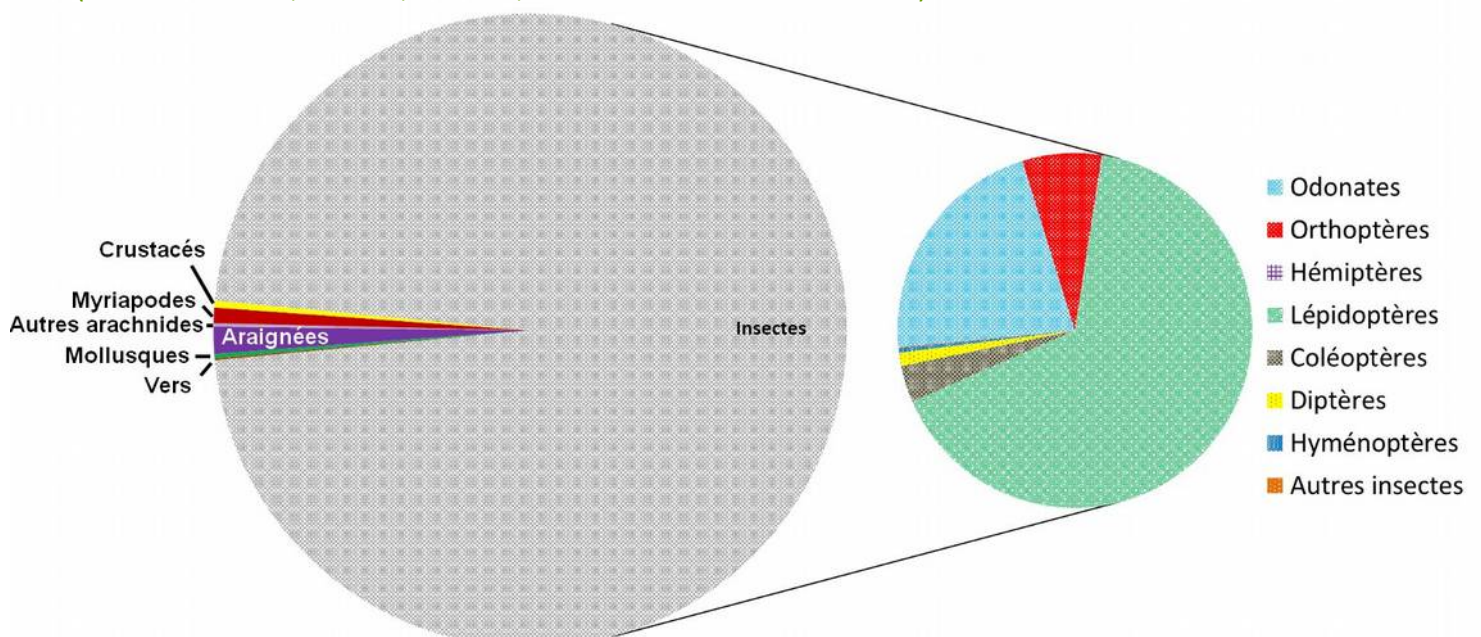 Crustacés
Myriapodes
Autres arachnides
Araignées
Mollusques
Vers
Insectes
Odonates
Orthoptères
Hémiptères
Lépidoptères
Coléoptères
Diptères
Hyménoptères
Autres insectes